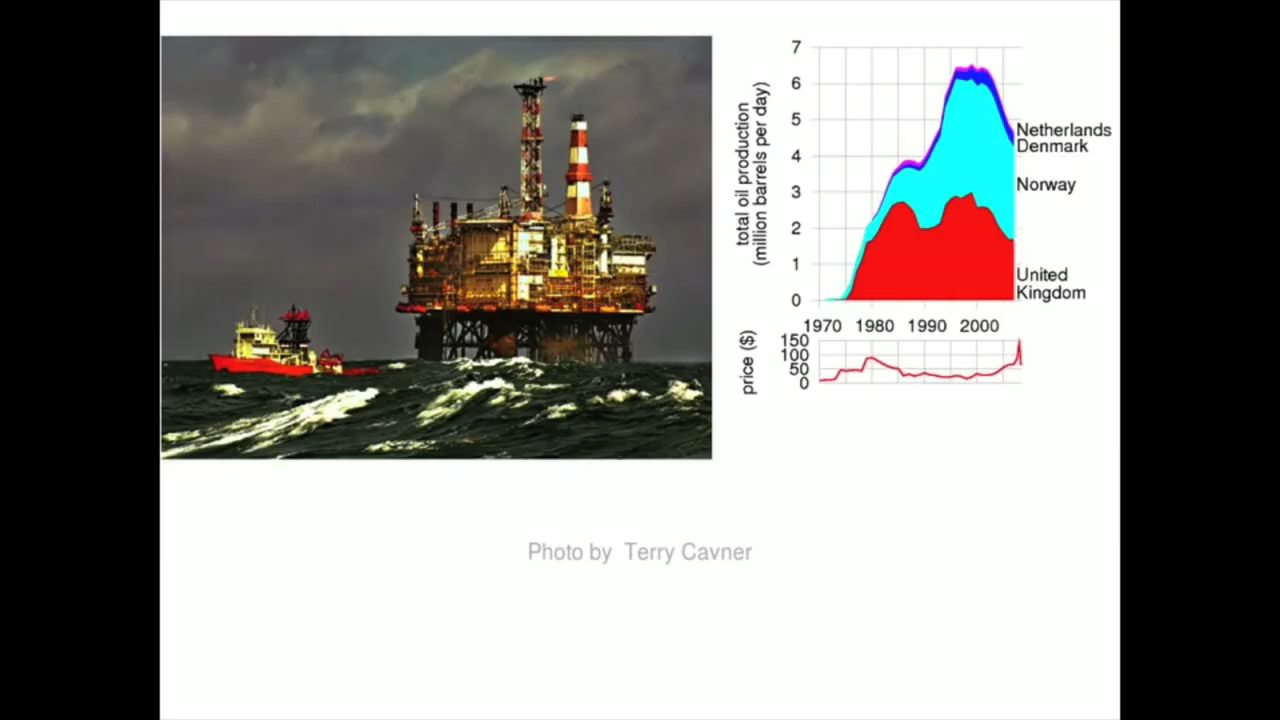 7
6
5
4
3
2
1
0
total oil production
(million barrels per day)
Netherlands
Denmark
Norway
United
Kingdom
1970 1980 1990 2000
150
100
50
0
price ($)
Photo by Terry Cavner